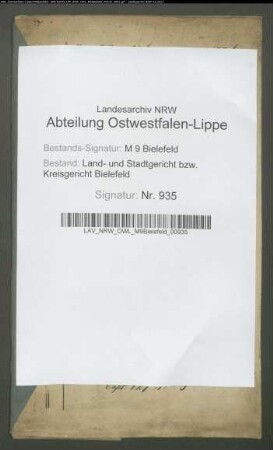 Landesarchiv NRW
Abteilung Ostwestfalen-Lippe
Bestands-Signatur: M 9 Bielefeld
Bestand: Land- und Stadtgericht bzw.
Kreisgericht Bielefeld
Signatur: Nr. 935
LAV_NRW_OWL_M9Bielefeld_00935